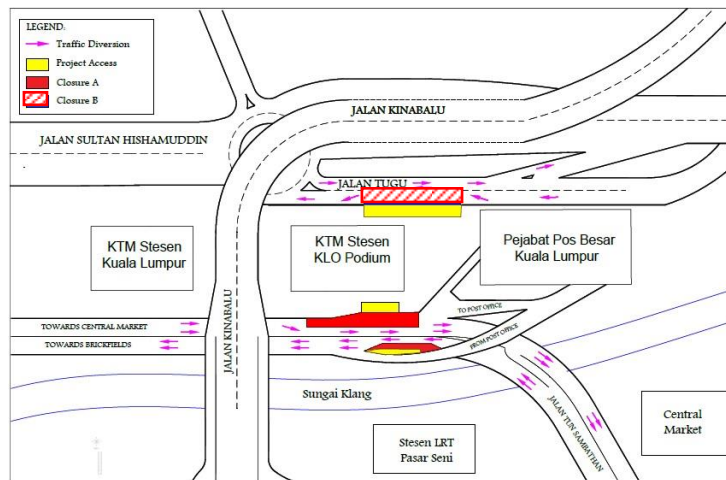 LEGEND:
Traffic Diversion
Project Access
Closure A
Closure B
JALAN KINABALU
JALAN SULTAN HISHAMUDDIN
JALAN TUGU
KTM Stesen
Kuala Lumpur
KTM Stesen
KLO Podium
Pejabat Pos Besar
Kuala Lumpur
TO POST OFFICE
TOWARDS CENTRAL MARKET
TOWARDS BRICKFIELDS
FROM POST OFFICE
JALAN KINABALU
Sungai Klang
JALAN TUN SAMBATHAN
Central
Market
Stesen LRT
Pasar Seni